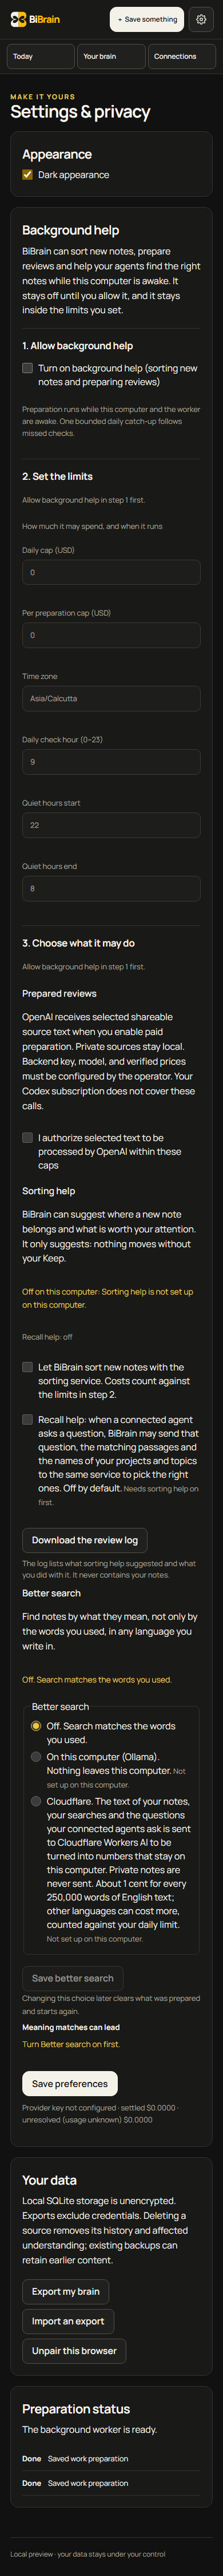 BiBrain
+ Save something
Today
Your brain
Connections
MAKE IT YOURS
Settings & privacy
Appearance
Dark appearance
Background help
BiBrain can sort new notes, prepare
reviews and help your agents find the right
notes while this computer is awake. It
stays off until you allow it, and it stays
inside the limits you set.
1. Allow background help
Turn on background help (sorting new
notes and preparing reviews)
Preparation runs while this computer and the worker
are awake. One bounded daily catch-up follows
missed checks.
2. Set the limits
Allow background help in step 1 first.
How much it may spend, and when it runs
Daily cap (USD)
0
Per preparation cap (USD)
0
Time zone
Asia/Calcutta
Daily check hour (0–23)
9
Quiet hours start
22
Quiet hours end
8
3. Choose what it may do
Allow background help in step 1 first.
Prepared reviews
OpenAI receives selected shareable
source text when you enable paid
preparation. Private sources stay local.
Backend key, model, and verified prices
must be configured by the operator. Your
Codex subscription does not cover these
calls.
I authorize selected text to be
processed by OpenAI within these
caps
Sorting help
BiBrain can suggest where a new note
belongs and what is worth your attention.
It only suggests: nothing moves without
your Keep.
Off on this computer: Sorting help is not set up
on this computer.
Recall help: off
Let BiBrain sort new notes with the
sorting service. Costs count against
the limits in step 2.
Recall help: when a connected agent
asks a question, BiBrain may send that
question, the matching passages and
the names of your projects and topics
to the same service to pick the right
ones. Off by default. Needs sorting help on
first.
Download the review log
The log lists what sorting help suggested and what
you did with it. It never contains your notes.
Better search
Find notes by what they mean, not only by
the words you used, in any language you
write in.
Off. Search matches the words you used.
Better search
Off. Search matches the words
you used.
On this computer (Ollama).
Nothing leaves this computer. Not
set up on this computer.
Cloudflare. The text of your notes,
your searches and the questions
your connected agents ask is sent
to Cloudflare Workers AI to be
turned into numbers that stay on
this computer. Private notes are
never sent. About 1 cent for every
250,000 words of English text;
other languages can cost more,
counted against your daily limit.
Not set up on this computer.
Save better search
Changing this choice later clears what was prepared
and starts again.
Meaning matches can lead
Turn Better search on first.
Save preferences
Provider key not configured · settled $0.0000 ·
unresolved (usage unknown) $0.0000
Your data
Local SQLite storage is unencrypted.
Exports exclude credentials. Deleting a
source removes its history and affected
understanding; existing backups can
retain earlier content.
Export my brain
Import an export
Unpair this browser
Preparation status
The background worker is ready.
Done Saved work preparation
Done Saved work preparation
Local preview · your data stays under your control